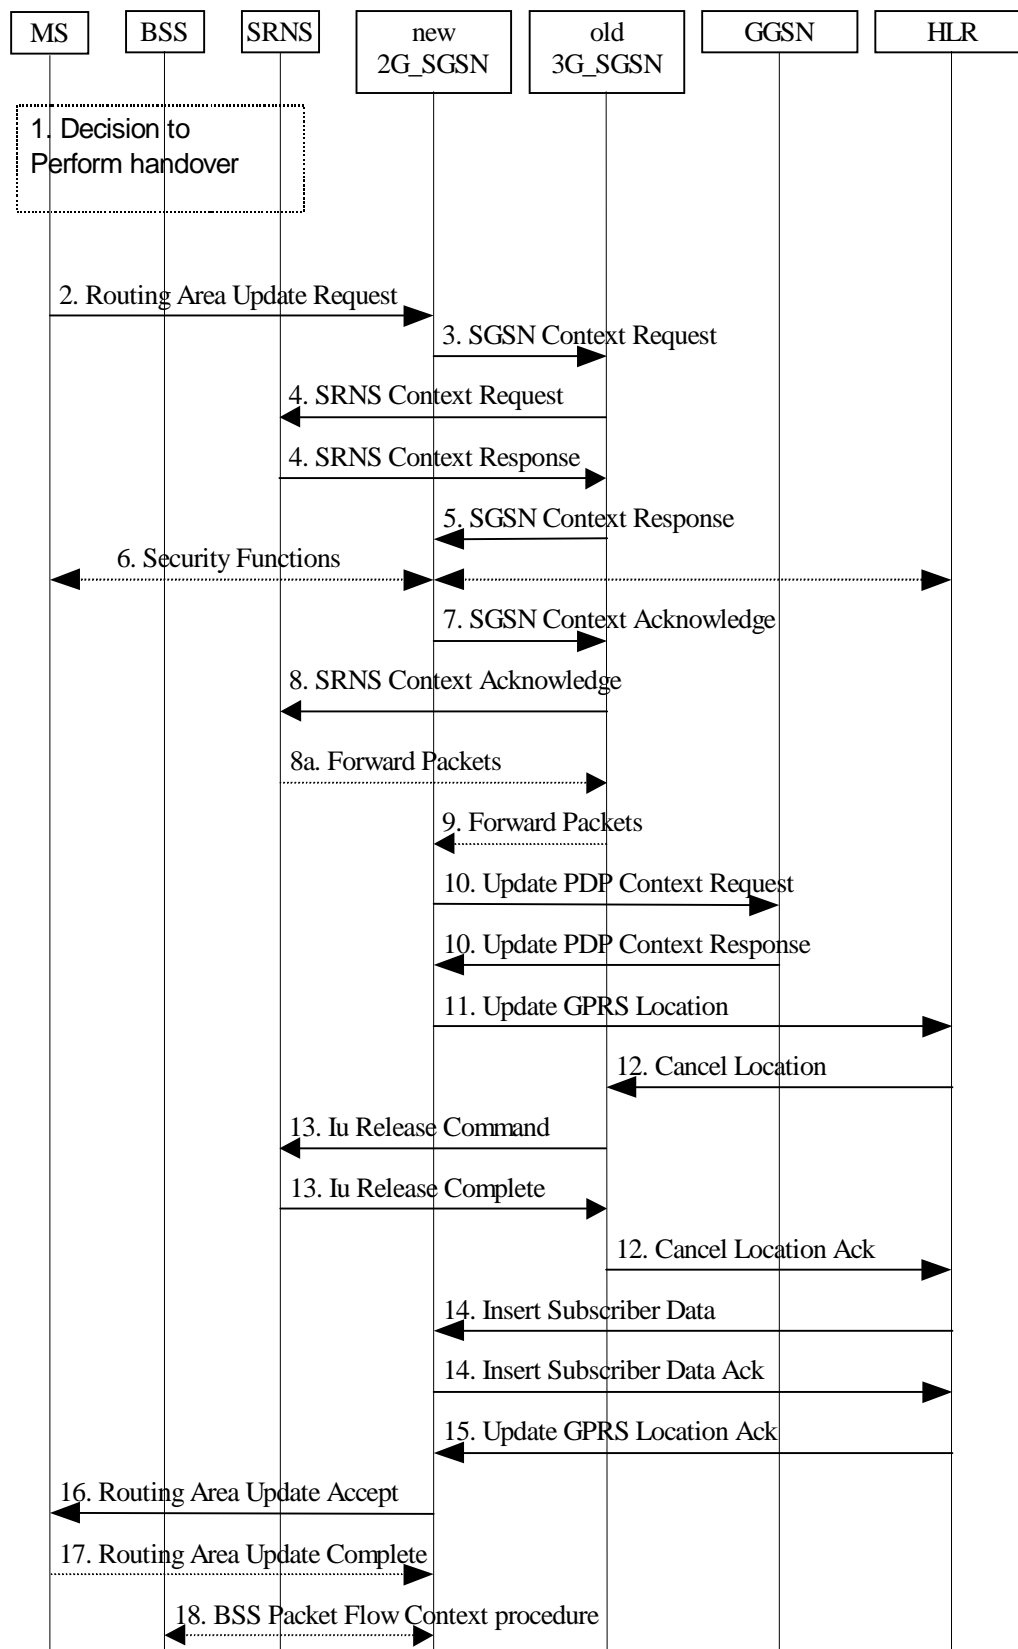 MS
BSS
SRNS
new
2G_SGSN
old
3G_SGSN
GGSN
HLR
1. Decision to
Perform handover
2. Routing Area Update Request
3. SGSN Context Request
4. SRNS Context Request
4. SRNS Context Response
5. SGSN Context Response
6. Security Functions
7. SGSN Context Acknowledge
8. SRNS Context Acknowledge
8a. Forward Packets
9. Forward Packets
10. Update PDP Context Request
10. Update PDP Context Response
11. Update GPRS Location
12. Cancel Location
13. Iu Release Command
13. Iu Release Complete
12. Cancel Location Ack
14. Insert Subscriber Data
14. Insert Subscriber Data Ack
15. Update GPRS Location Ack
16. Routing Area Update Accept
17. Routing Area Update Complete
18. BSS Packet Flow Context procedure